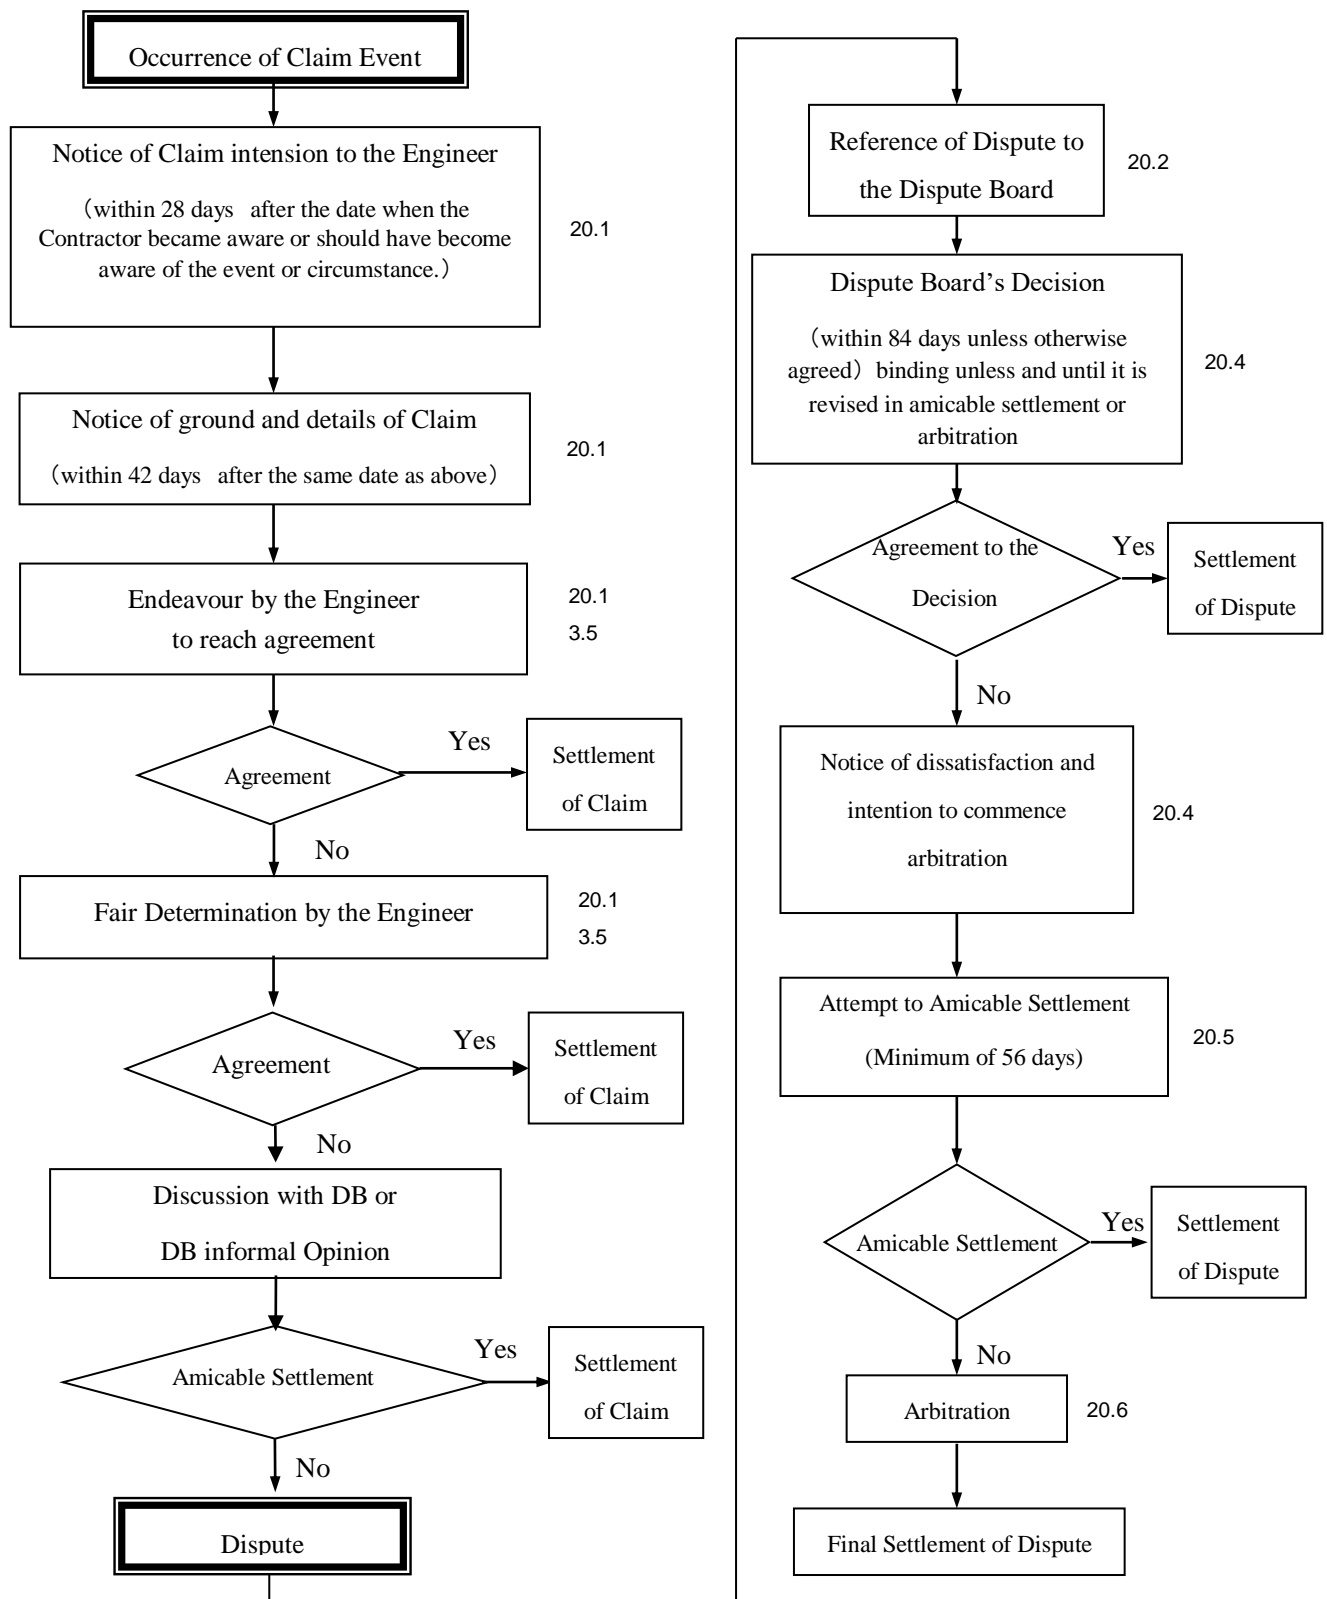 Occurrence of Claim Event
Notice of Claim intension to the Engineer
（within 28 days after the date when the
Contractor became aware or should have become
aware of the event or circumstance.）
20.1
Notice of ground and details of Claim
（within 42 days after the same date as above）
20.1
Endeavour by the Engineer
to reach agreement
20.1
3.5
Agreement
Yes
Settlement
of Claim
No
Fair Determination by the Engineer
20.1
3.5
Agreement
Yes
Settlement
of Claim
No
Discussion with DB or
DB informal Opinion
Amicable Settlement
Yes
Settlement
of Claim
No
Dispute
Reference of Dispute to
the Dispute Board
20.2
Dispute Board’s Decision
（within 84 days unless otherwise
agreed）binding unless and until it is
revised in amicable settlement or
arbitration
20.4
Agreement to the
Decision
Yes
Settlement
of Dispute
No
Notice of dissatisfaction and
intention to commence
arbitration
20.4
Attempt to Amicable Settlement
(Minimum of 56 days)
20.5
Amicable Settlement
Yes
Settlement
of Dispute
No
Arbitration
20.6
Final Settlement of Dispute